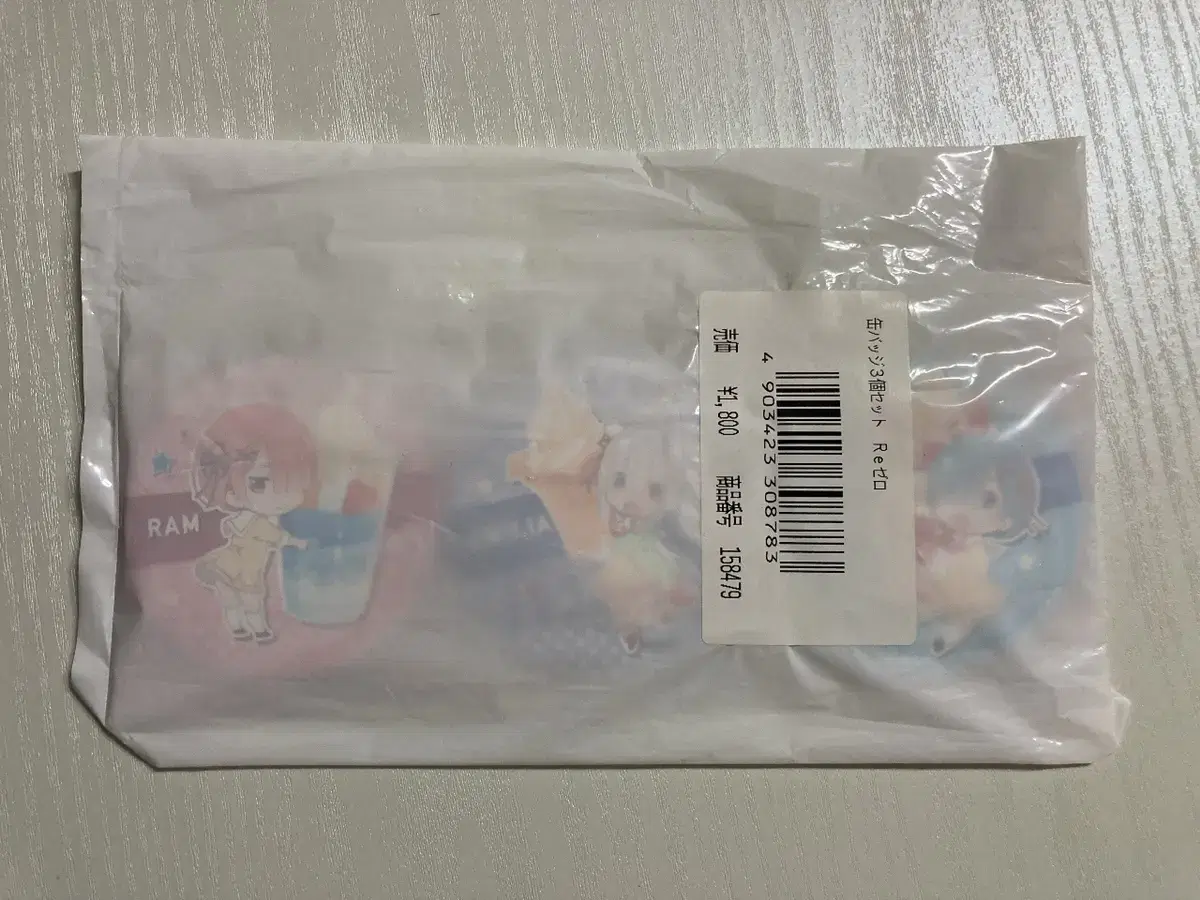 缶バッジ3個セット Reゼロ
4 903423 308783
売価 ¥1,800 商品番号 158479
RAM